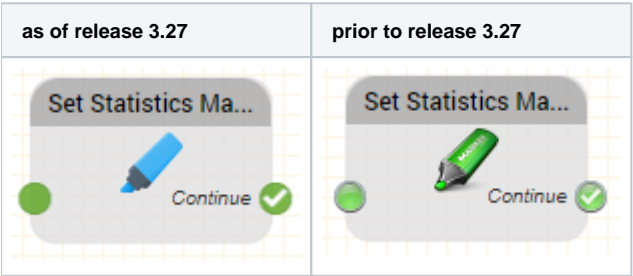 as of release 3.27
prior to release 3.27
Set Statistics Ma...
Set Statistics Ma...
Continue
Continue